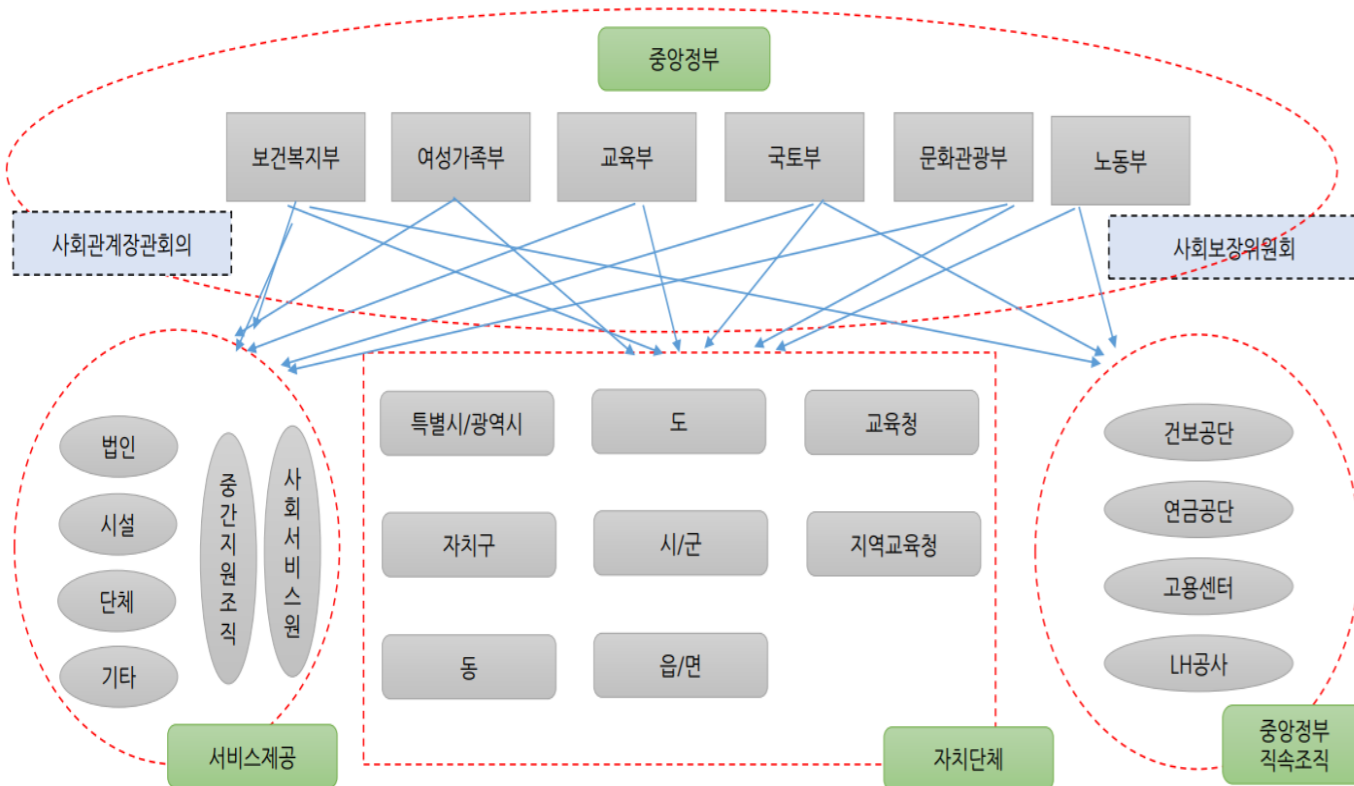 중앙정부
보건복지부
여성가족부
교육부
국토부
문화관광부
노동부
사회관계장관회의
사회보장위원회
법인
시설
단체
기타
중간지원조직
사회서비스원
서비스제공
특별시/광역시
도
교육청
자치구
시/군
지역교육청
동
읍/면
자치단체
건보공단
연금공단
고용센터
LH공사
중앙정부
직속조직